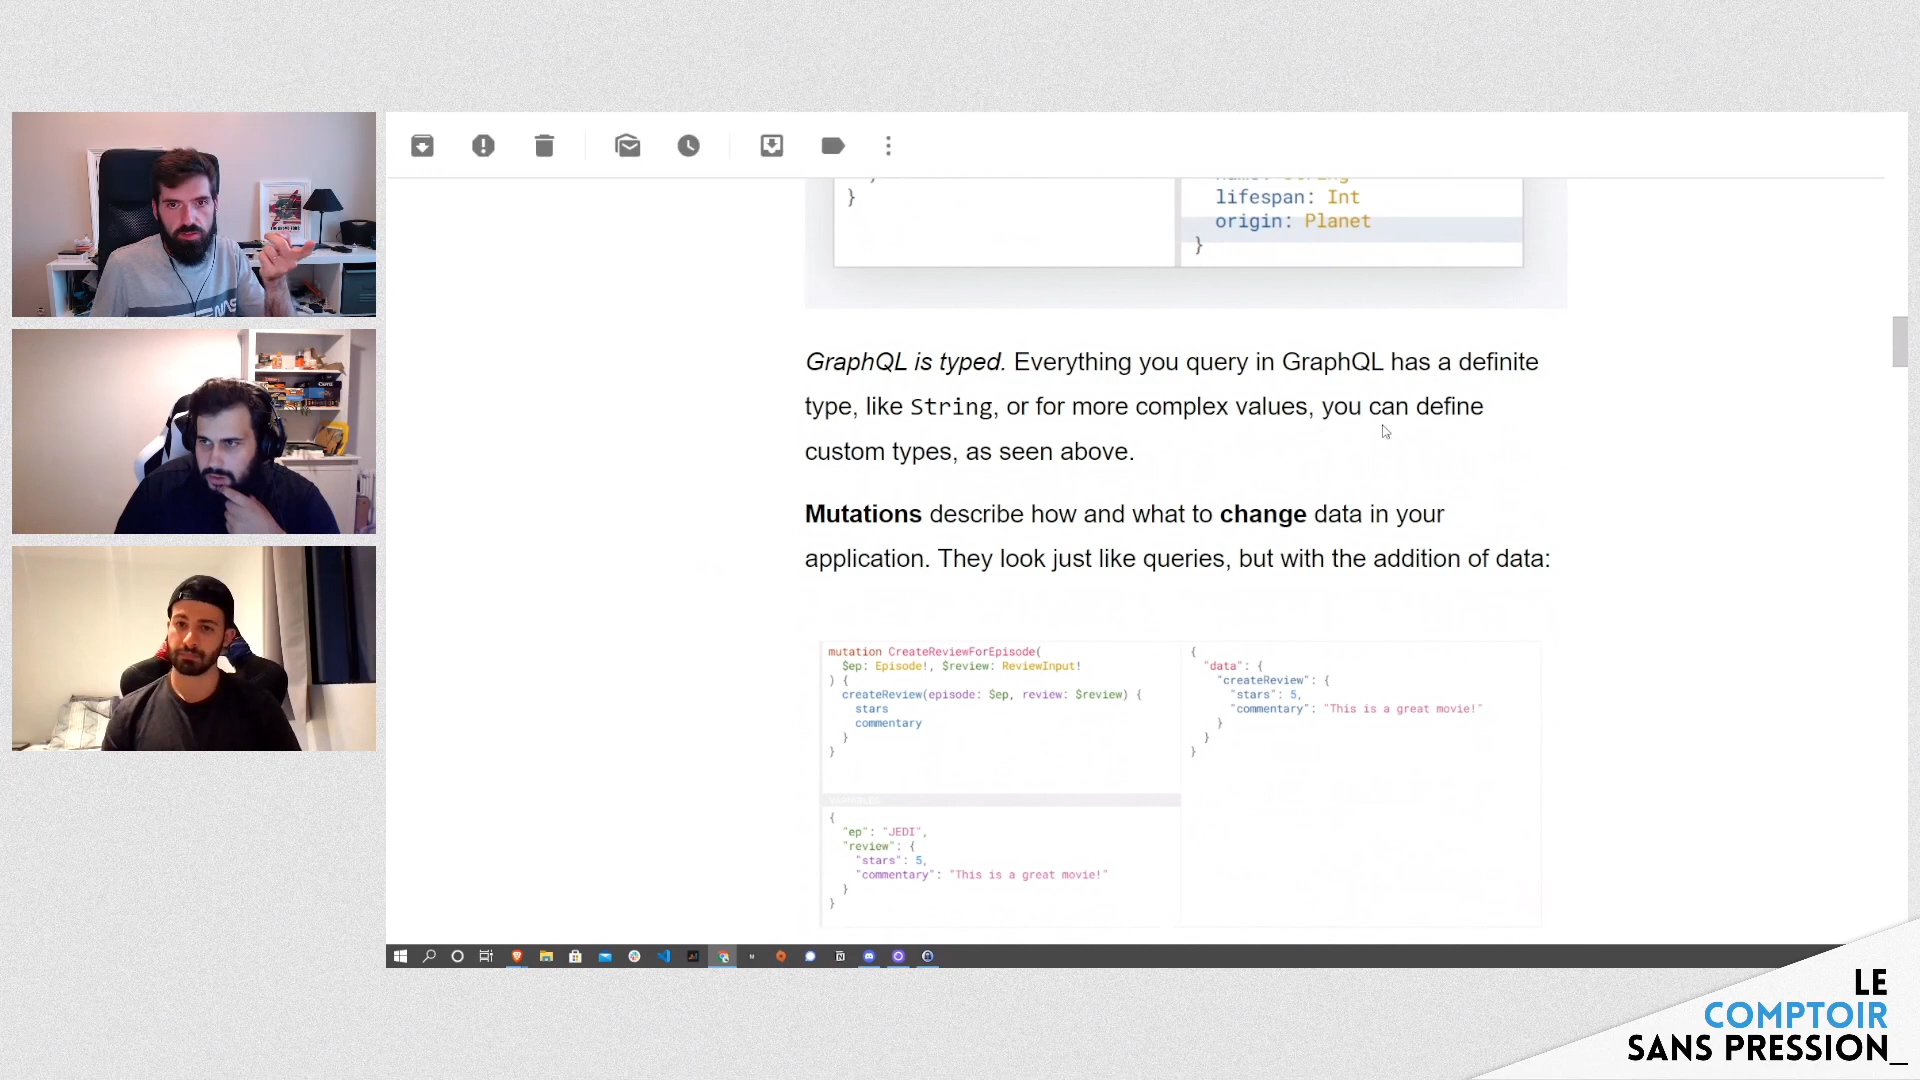 }
lifespan: Int
origin: Planet
}
GraphQL is typed. Everything you query in GraphQL has a definite
type, like String, or for more complex values, you can define
custom types, as seen above.
Mutations describe how and what to change data in your
application. They look just like queries, but with the addition of data:
mutation CreateReviewForEpisode(
$ep: Episode!, $review: ReviewInput!
) {
createReview(episode: $ep, review: $review) {
stars
commentary
}
}
{
"ep": "JEDI",
"review": {
"stars": 5,
"commentary": "This is a great movie!"
}
}
{
"data": {
"createReview": {
"stars": 5,
"commentary": "This is a great movie!"
}
}
}
LE
COMPTOIR
SANS PRESSION_